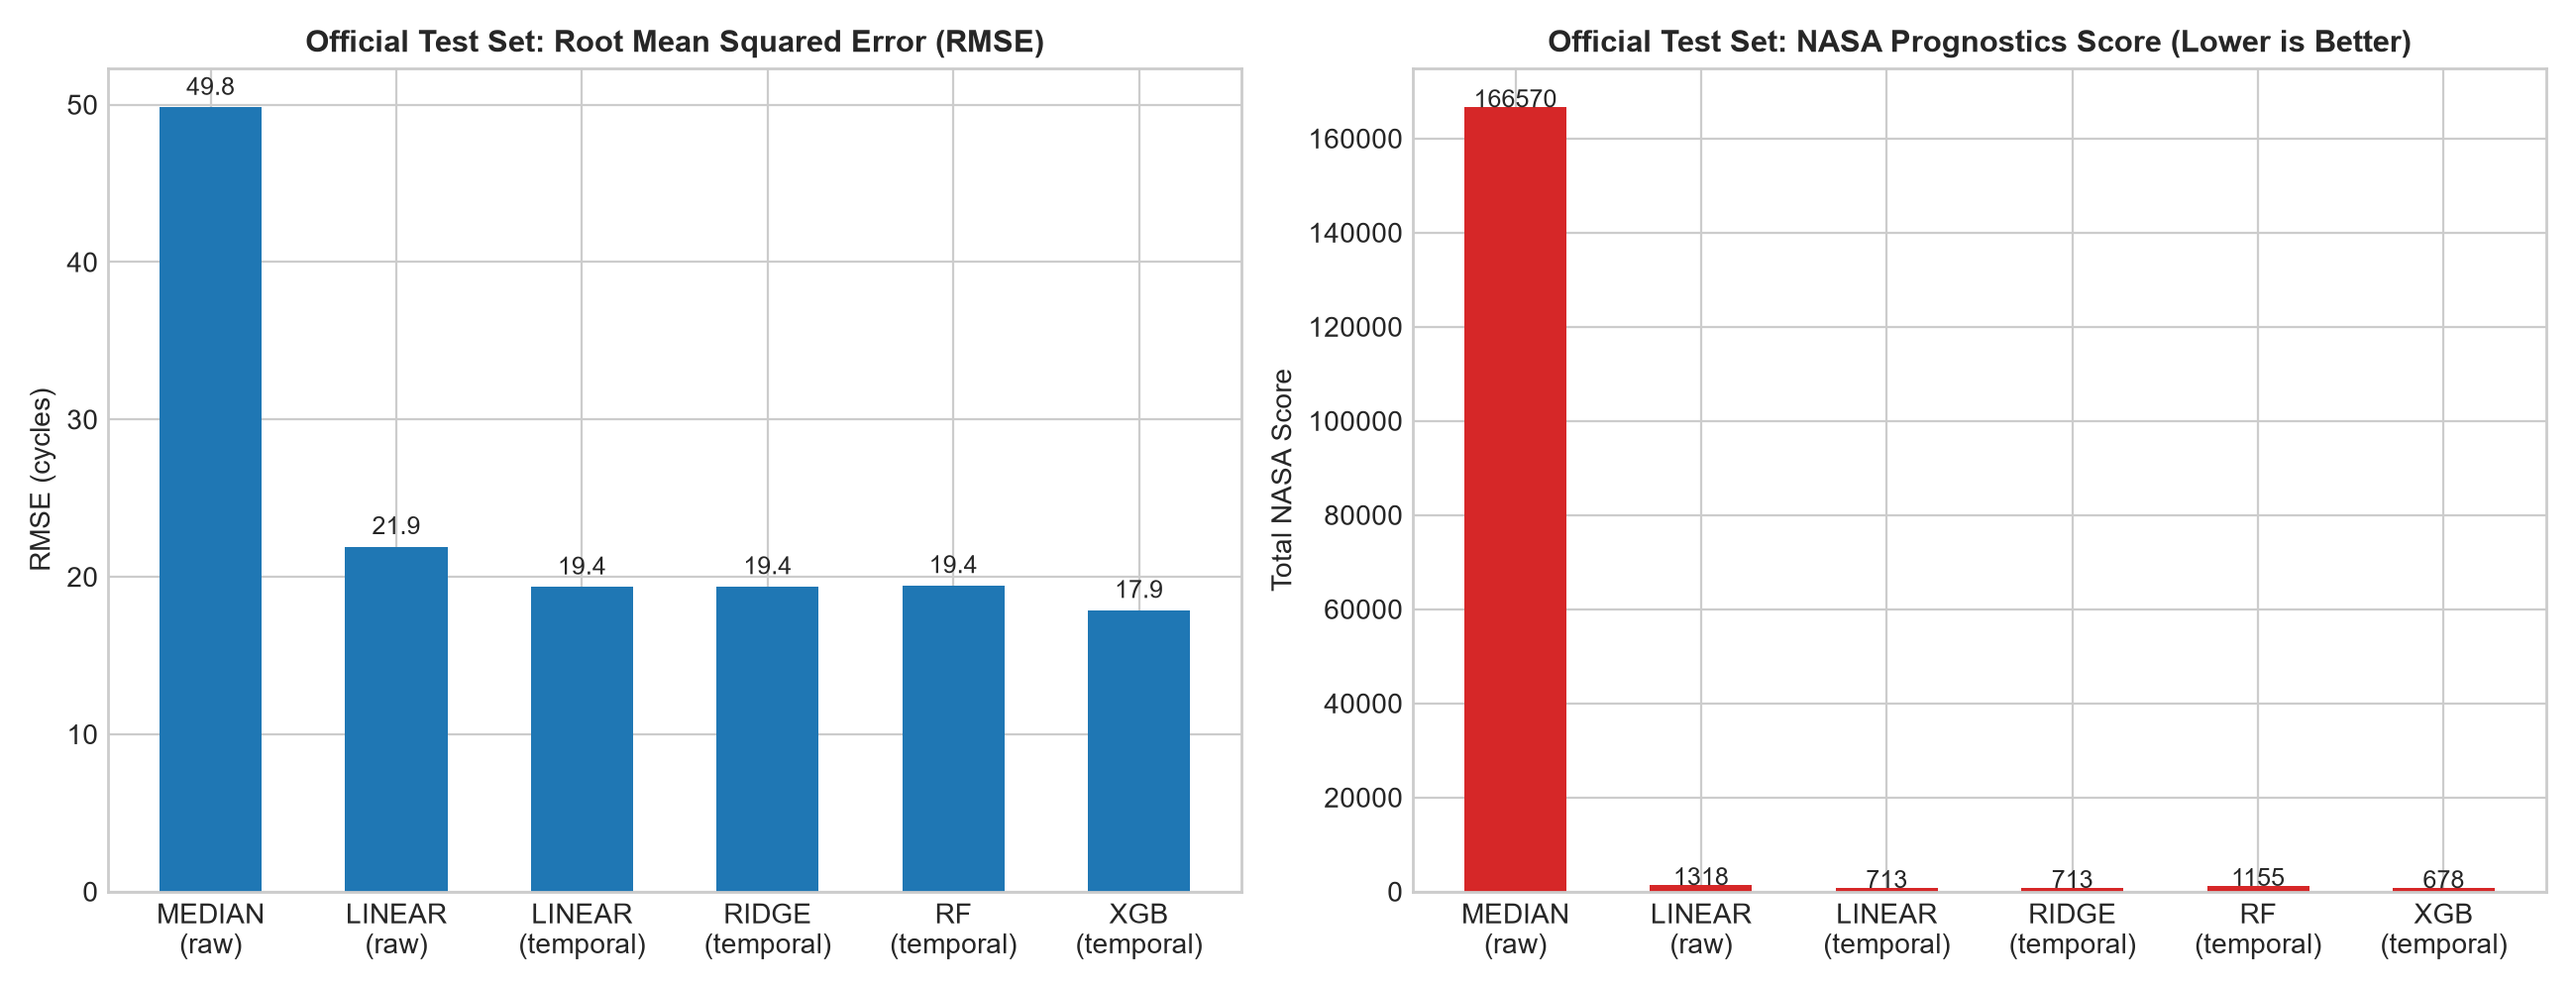 Official Test Set: Root Mean Squared Error (RMSE)
RMSE (cycles)
50
40
30
20
10
0
49.8
21.9
19.4
19.4
19.4
17.9
MEDIAN
(raw)
LINEAR
(raw)
LINEAR
(temporal)
RIDGE
(temporal)
RF
(temporal)
XGB
(temporal)
Official Test Set: NASA Prognostics Score (Lower is Better)
Total NASA Score
160000
140000
120000
100000
80000
60000
40000
20000
0
166570
1318
713
713
1155
678
MEDIAN
(raw)
LINEAR
(raw)
LINEAR
(temporal)
RIDGE
(temporal)
RF
(temporal)
XGB
(temporal)